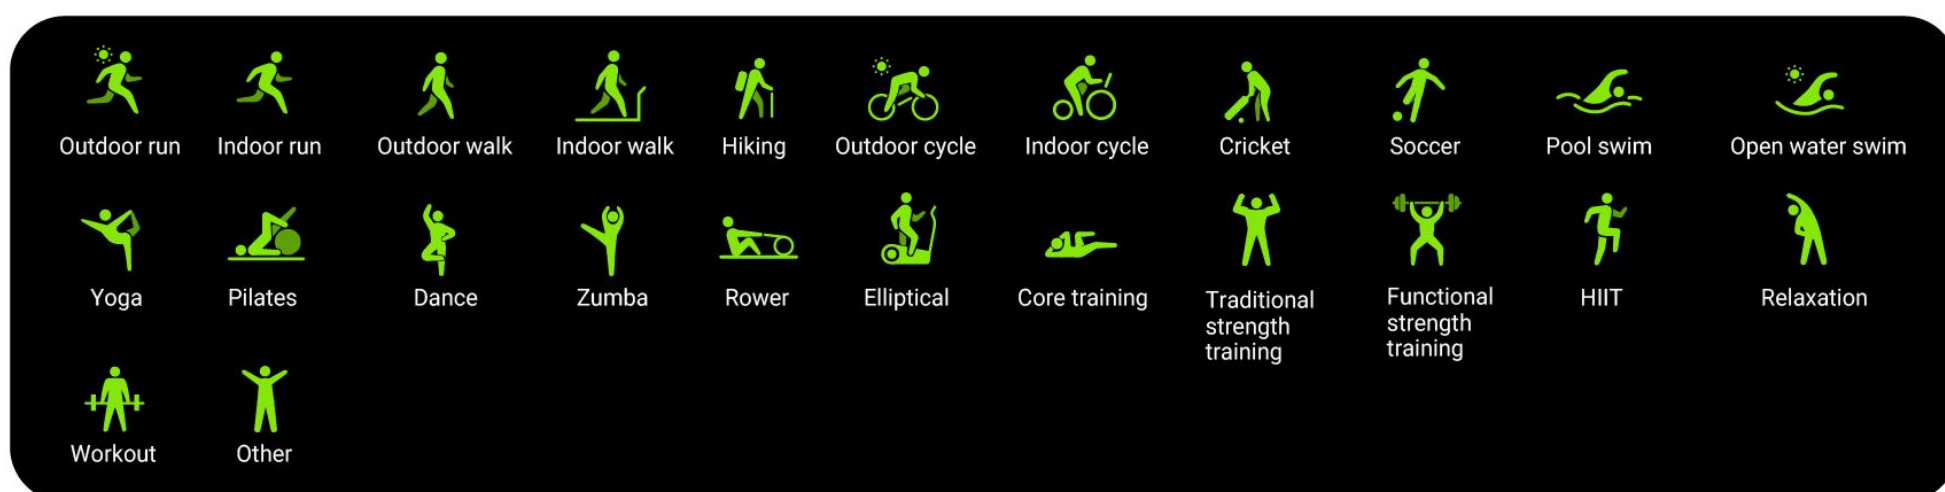 Outdoor run
Indoor run
Outdoor walk
Indoor walk
Hiking
Outdoor cycle
Indoor cycle
Cricket
Soccer
Pool swim
Open water swim
Yoga
Pilates
Dance
Zumba
Rower
Elliptical
Core training
Traditional
strength
training
Functional
strength
training
HIIT
Relaxation
Workout
Other